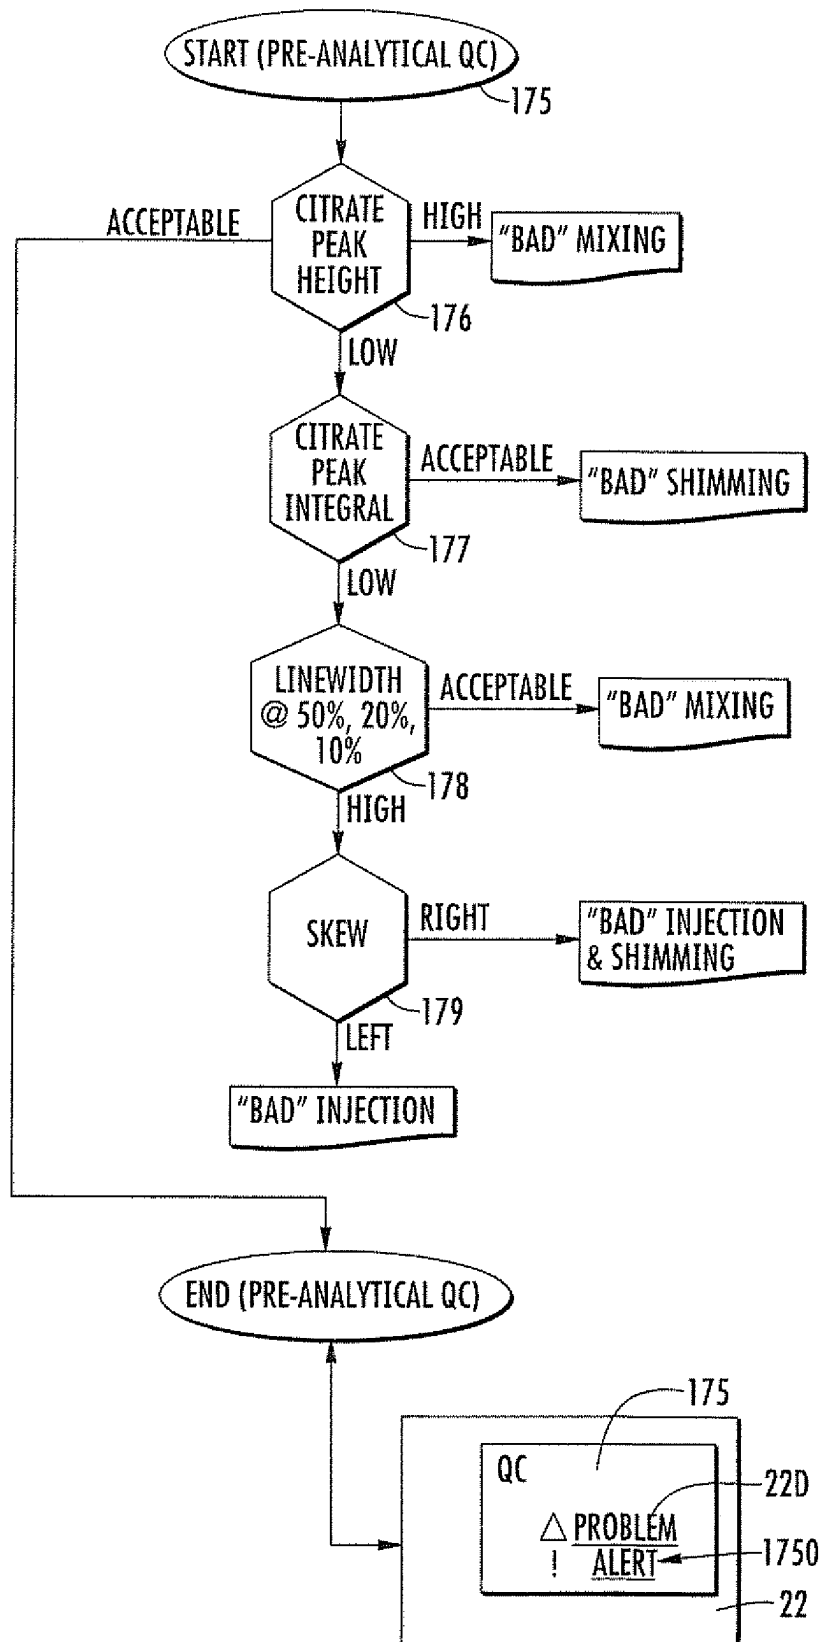 START (PRE-ANALYTICAL QC)
175
ACCEPTABLE
CITRATE
PEAK
HEIGHT
HIGH
"BAD" MIXING
176
LOW
CITRATE
PEAK
INTEGRAL
ACCEPTABLE
"BAD" SHIMMING
177
LOW
LINEWIDTH
@ 50%, 20%,
10%
ACCEPTABLE
"BAD" MIXING
178
HIGH
SKEW
RIGHT
"BAD" INJECTION
& SHIMMING
179
LEFT
"BAD" INJECTION
END (PRE-ANALYTICAL QC)
175
QC
22D
PROBLEM
! ALERT
1750
22